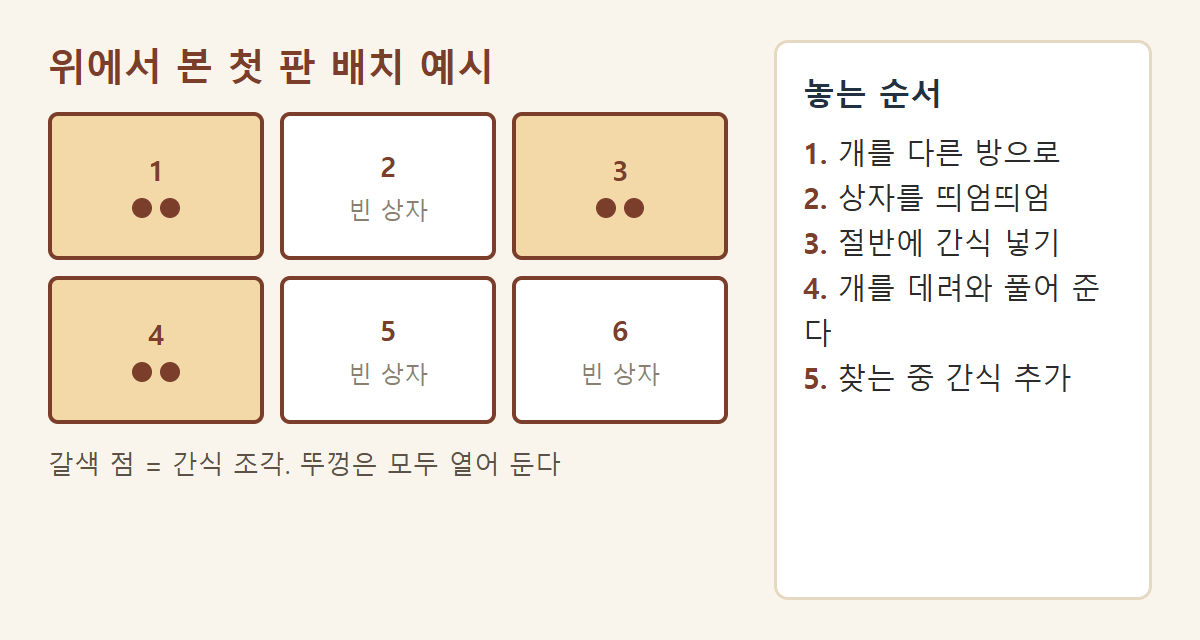 위에서 본 첫 판 배치 예시
1
2
빈 상자
3
4
5
빈 상자
6
빈 상자
갈색 점 = 간식 조각. 뚜껑은 모두 열어 둔다
놓는 순서
1. 개를 다른 방으로
2. 상자를 띄엄띄엄
3. 절반에 간식 넣기
4. 개를 데려와 풀어 준
다
5. 찾는 중 간식 추가